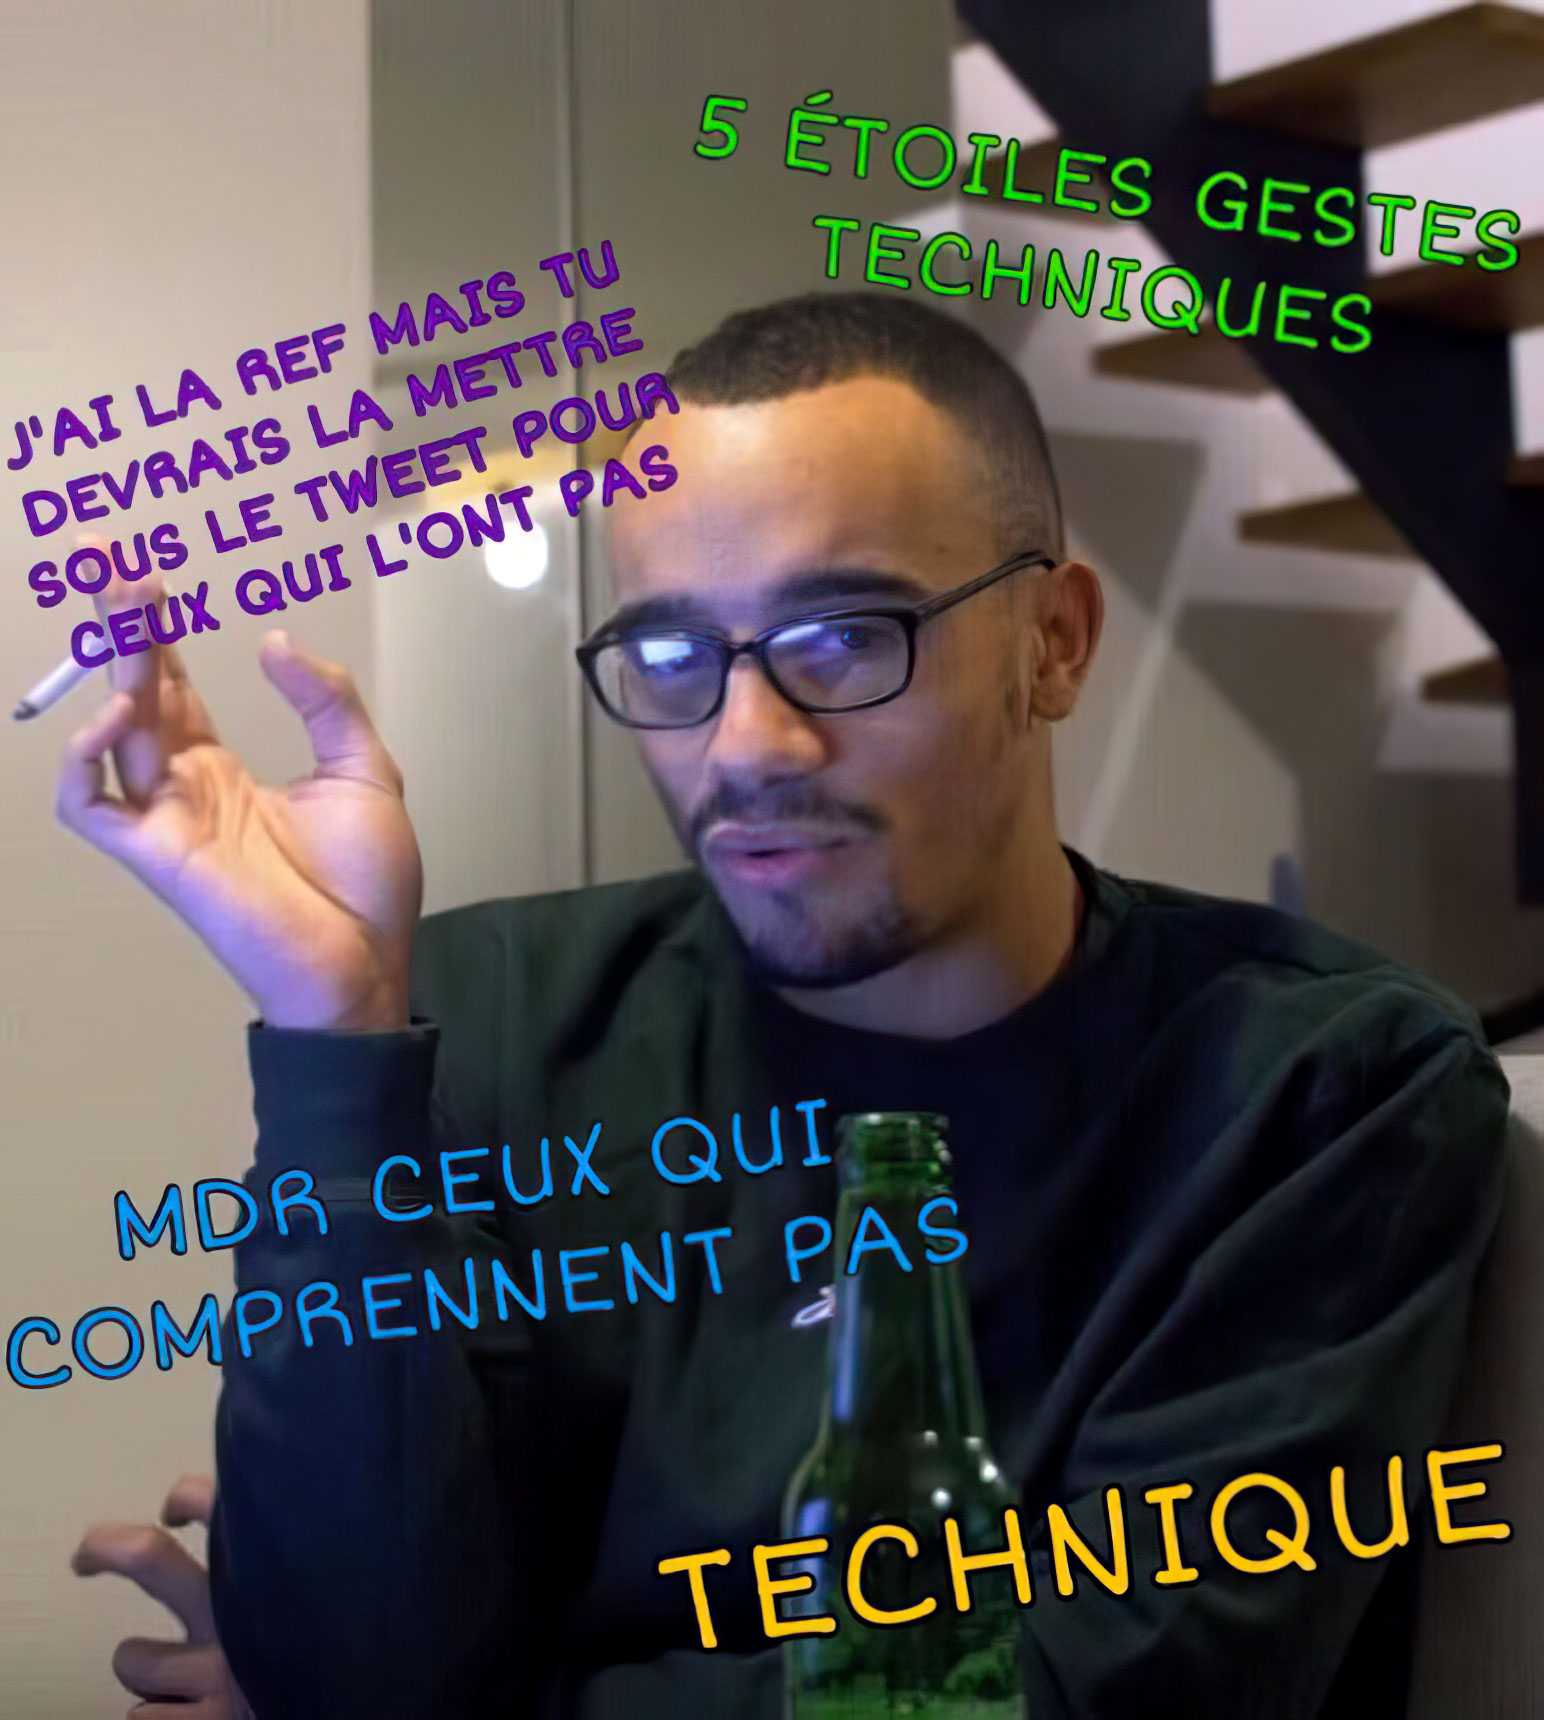 5 ÉTOILES GESTES
TECHNIQUES
J'AI LA REF MAIS TU
DEVRAIS LA METTRE
SOUS LE TWEET POUR
CEUX QUI L'ONT PAS
MDR CEUX QUI
COMPRENNENT PAS
TECHNIQUE